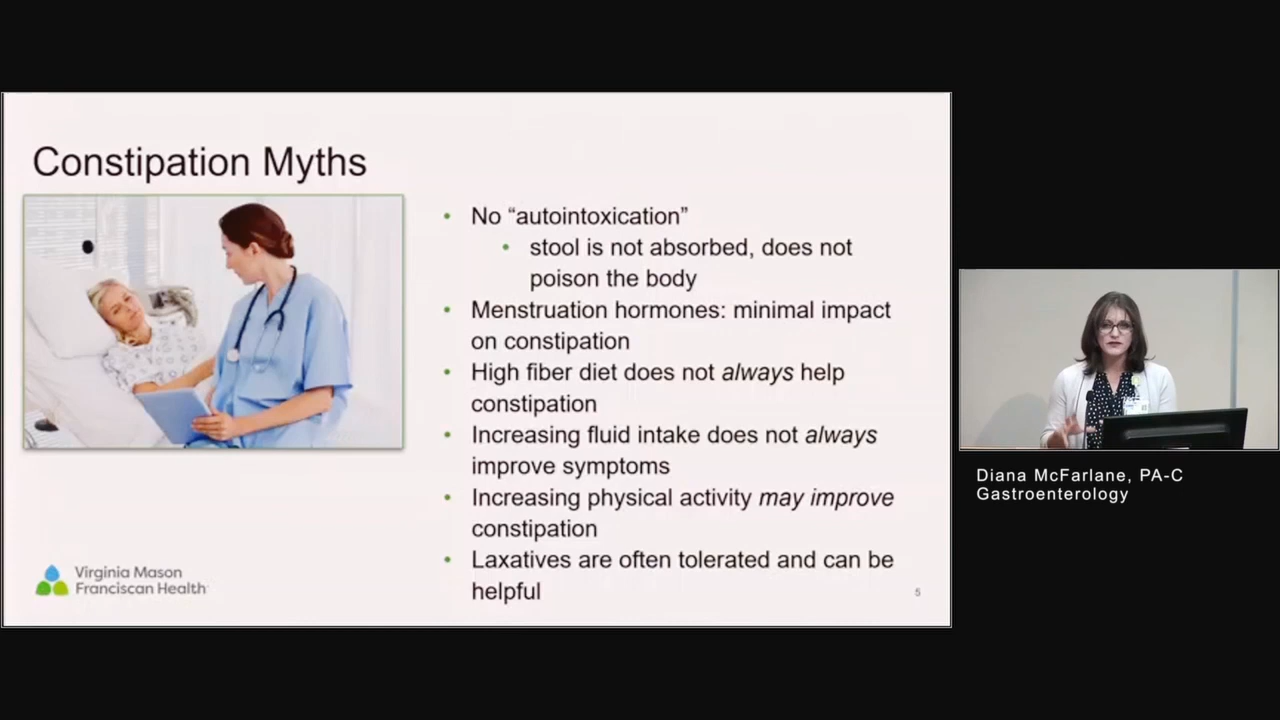 Constipation Myths
• No “autointoxication”
• stool is not absorbed, does not
poison the body
• Menstruation hormones: minimal impact
on constipation
• High fiber diet does not always help
constipation
• Increasing fluid intake does not always
improve symptoms
• Increasing physical activity may improve
constipation
• Laxatives are often tolerated and can be
helpful
Virginia Mason
Franciscan Health
5
Diana McFarlane, PA-C
Gastroenterology